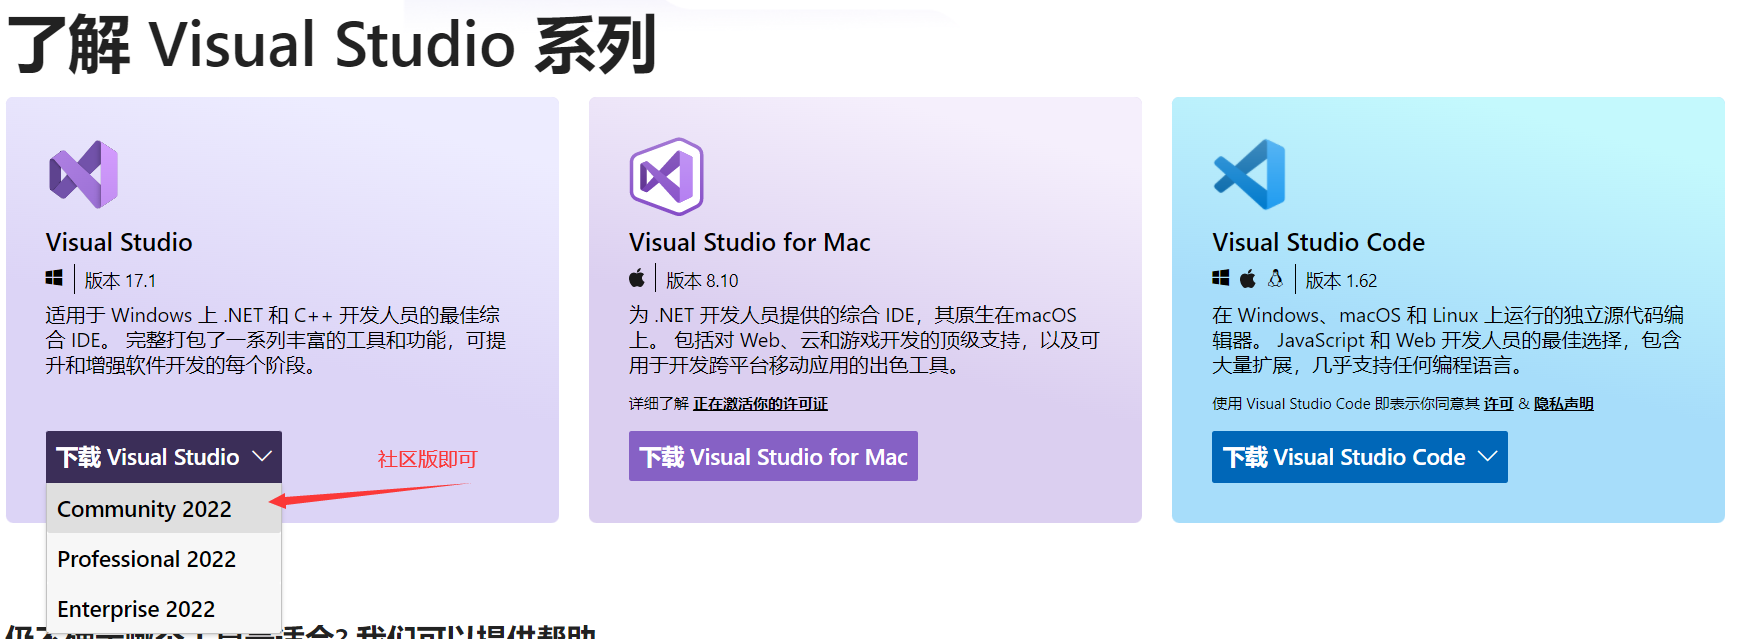 了解 Visual Studio 系列
Visual Studio
版本 17.1
适用于 Windows 上 .NET 和 C++ 开发人员的最佳综
合 IDE。 完整打包了一系列丰富的工具和功能，可提
升和增强软件开发的每个阶段。
下载 Visual Studio
社区版即可
Community 2022
Professional 2022
Enterprise 2022
Visual Studio for Mac
版本 8.10
为 .NET 开发人员提供的综合 IDE，其原生在macOS
上。 包括对 Web、云和游戏开发的顶级支持，以及可
用于开发跨平台移动应用的出色工具。
详细了解 正在激活你的许可证
下载 Visual Studio for Mac
Visual Studio Code
版本 1.62
在 Windows、macOS 和 Linux 上运行的独立源代码编
辑器。 JavaScript 和 Web 开发人员的最佳选择，包含
大量扩展，几乎支持任何编程语言。
使用 Visual Studio Code 即表示你同意其 许可 & 隐私声明
下载 Visual Studio Code
适合? 我们可以提供帮助